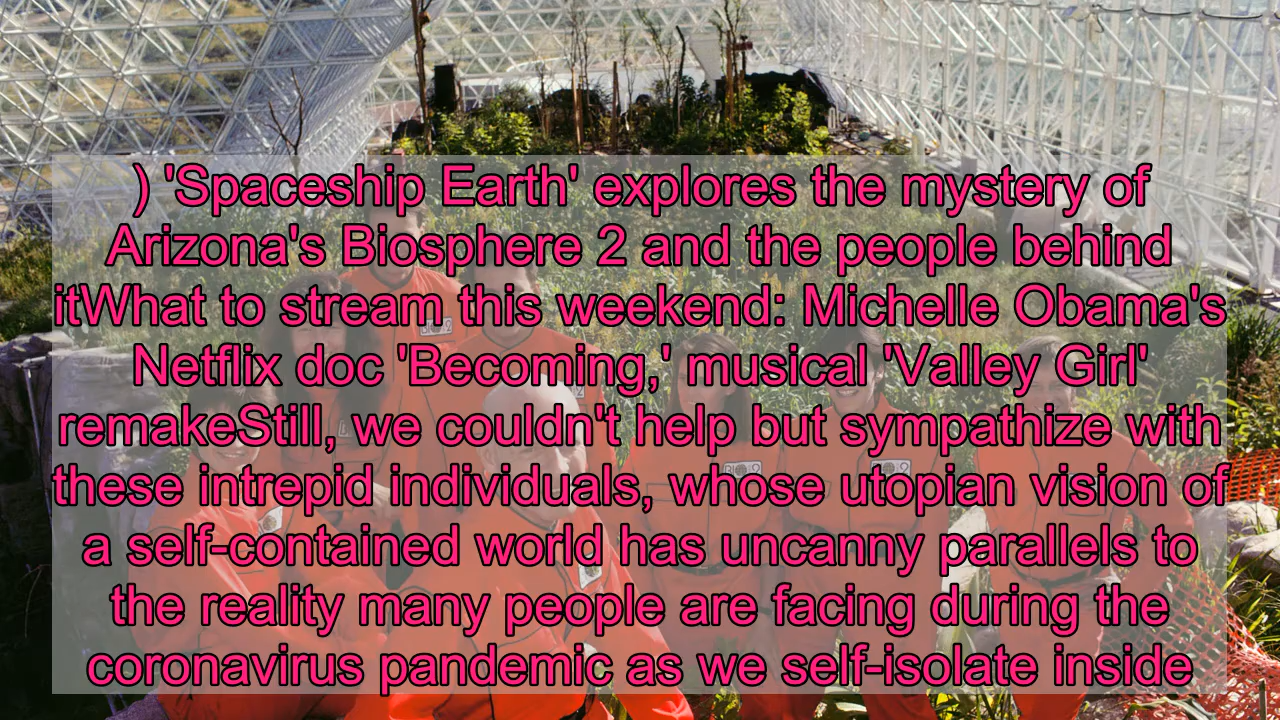 ) 'Spaceship Earth' explores the mystery of
Arizona's Biosphere 2 and the people behind
itWhat to stream this weekend: Michelle Obama's
Netflix doc 'Becoming,' musical 'Valley Girl'
remakeStill, we couldn't help but sympathize with
these intrepid individuals, whose utopian vision of
a self-contained world has uncanny parallels to
the reality many people are facing during the
coronavirus pandemic as we self-isolate inside